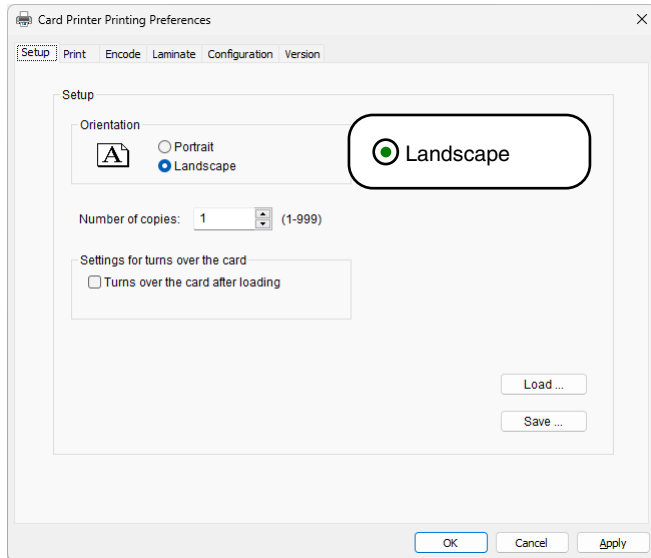 Card Printer Printing Preferences
Setup Print Encode Laminate Configuration Version
Setup
Orientation
A
Portrait
Landscape
Landscape
Number of copies: 1 (1-999)
Settings for turns over the card
Turns over the card after loading
Load ...
Save ...
OK Cancel Apply